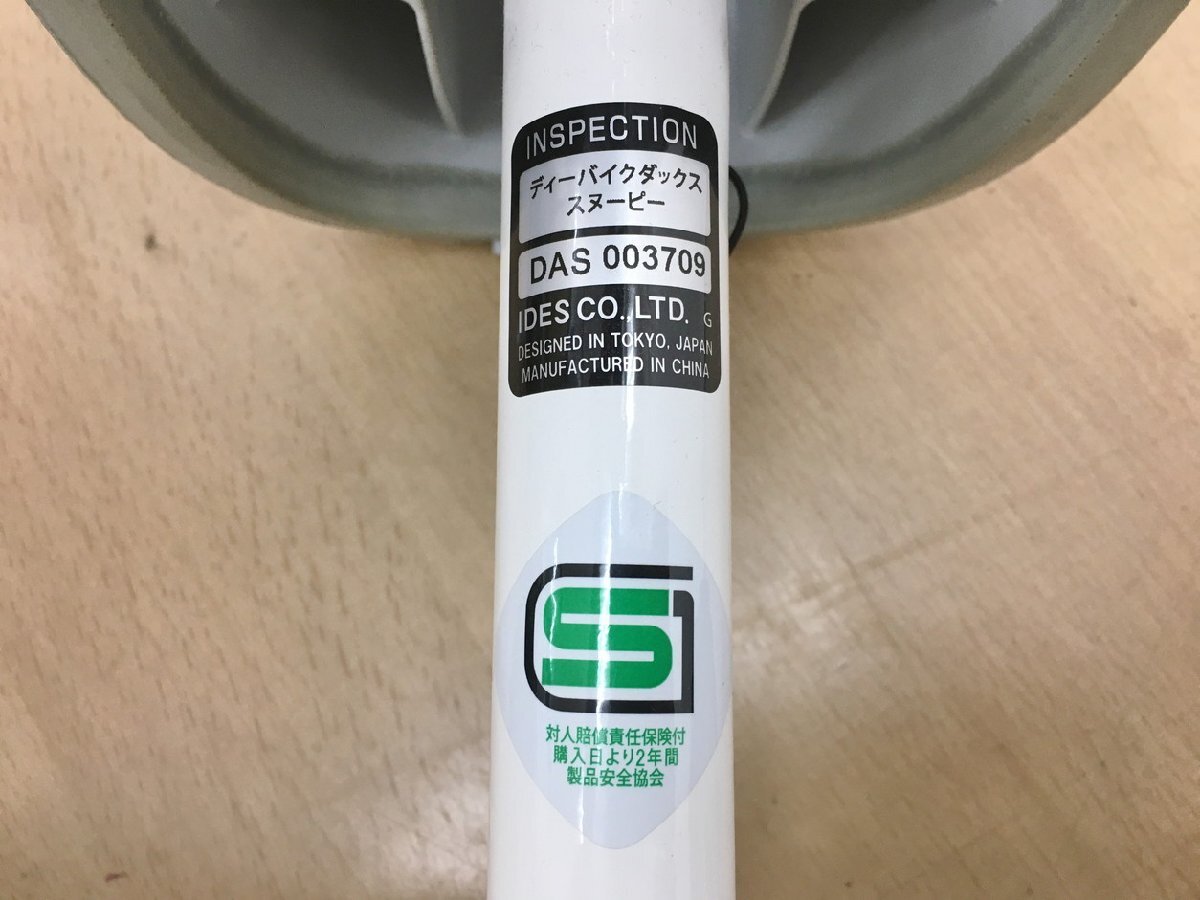 INSPECTION
ディーバイクダックス
スヌーピー
DAS 003709
IDES CO.,LTD. G
DESIGNED IN TOKYO, JAPAN
MANUFACTURED IN CHINA
SG
対人賠償責任保険付
購入日より2年間
製品安全協会